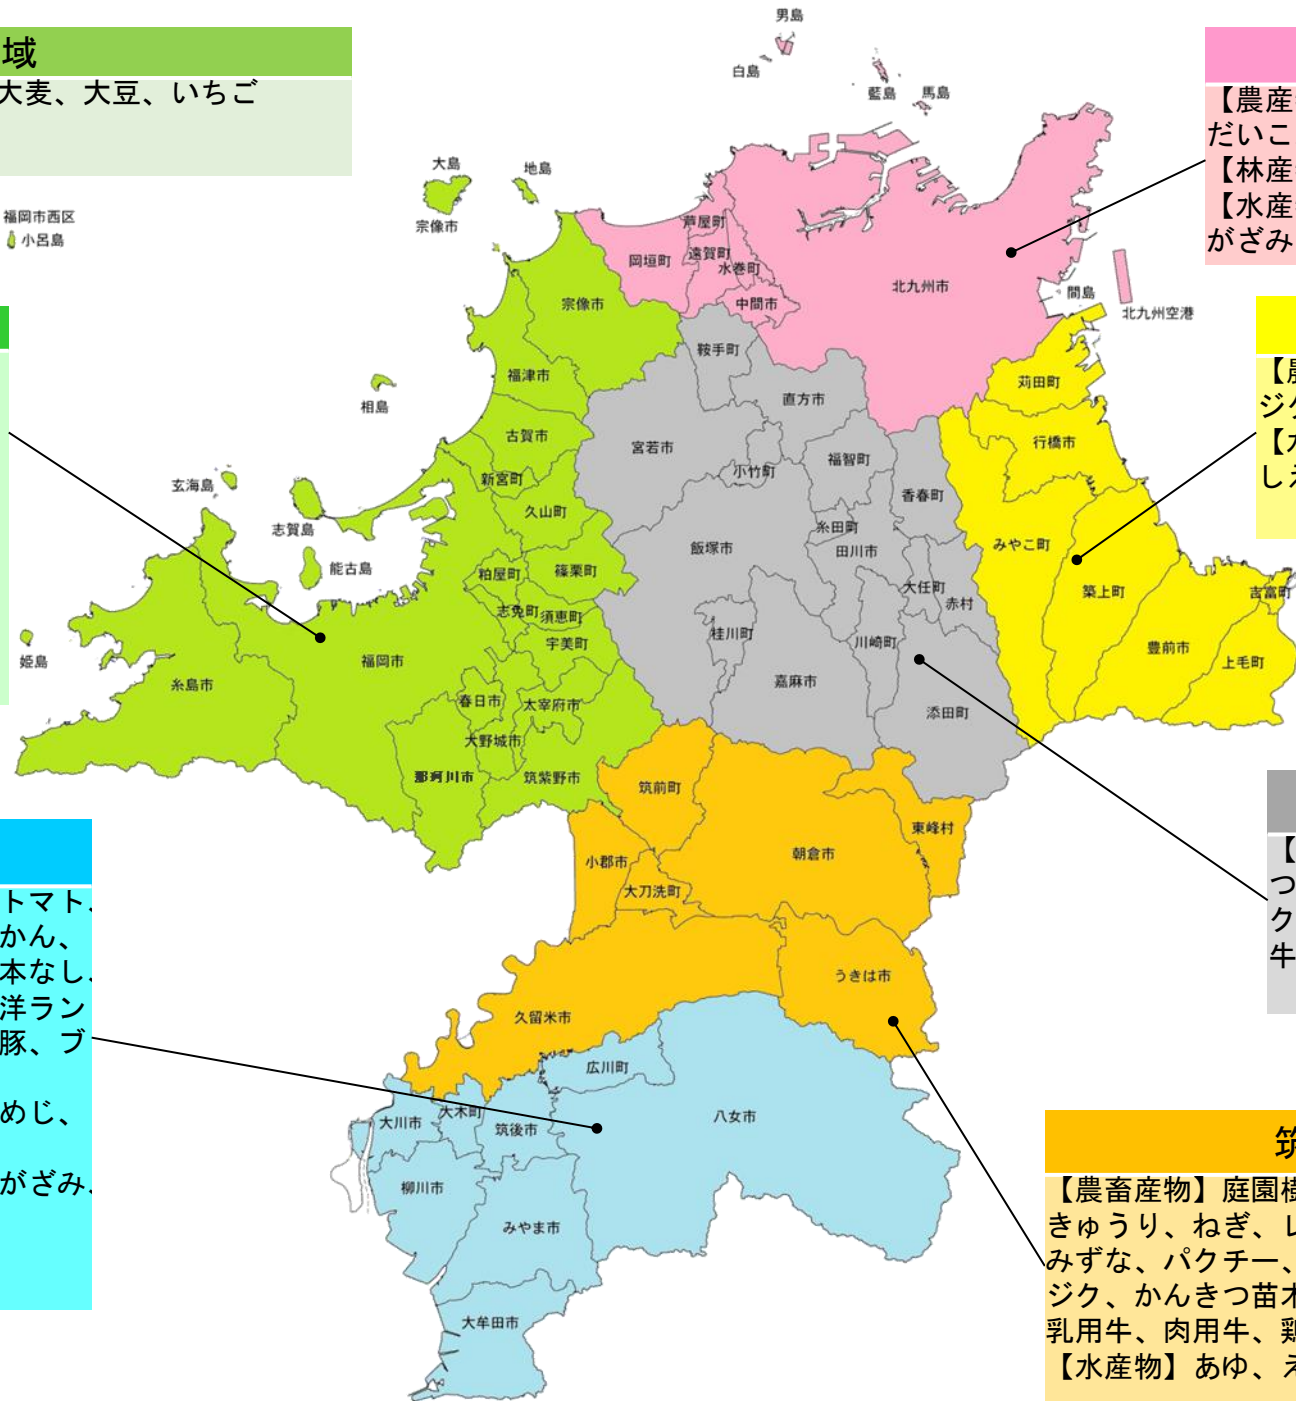 男島
白島
藍島
馬島
域
大麦、大豆、いちご
【農産
だいこ
【林産
【水産
がざみ
大島
宗像市
地島
福岡市西区
小呂島
芦屋町
岡垣町
遠賀町
水巻町
中間市
北九州市
間島
北九州空港
宗像市
鞍手町
福津市
直方市
苅田町
相島
古賀市
宮若市
行橋市
小竹町
福智町
新宮町
香春町
玄海島
志賀島
久山町
糸田町
飯塚市
田川市
みやこ町
能古島
粕屋町
篠栗町
大任町
築上町
吉富町
志免町
須恵町
赤村
桂川町
川崎町
宇美町
豊前市
上毛町
姫島
福岡市
糸島市
嘉麻市
春日市
太宰府市
添田町
大野城市
那珂川市
筑紫野市
【農
ジク
【水
しえ
筑前町
東峰村
小郡市
朝倉市
大刀洗町
【
つ
ク
牛
トマト、
かん、
本なし、
洋ラン
豚、ブ
めじ、
がざみ、
うきは市
久留米市
広川町
大川市
大木町
筑後市
八女市
柳川市
みやま市
大牟田市
筑
【農畜産物】庭園樹
きゅうり、ねぎ、レ
みずな、パクチー、
ジク、かんきつ苗木
乳用牛、肉用牛、鶏
【水産物】あゆ、え